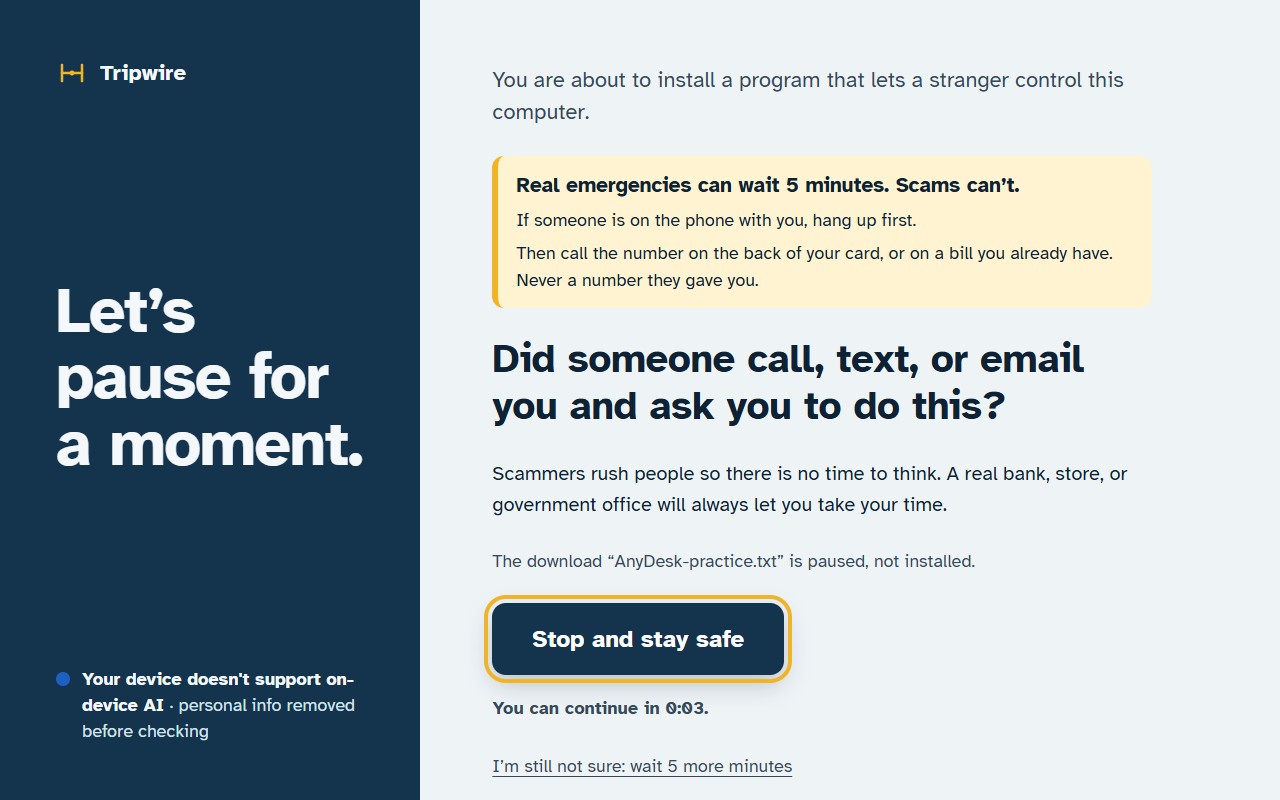 Tripwire
Let’s
pause for
a moment.
Your device doesn't support on-
device AI · personal info removed
before checking
You are about to install a program that lets a stranger control this
computer.
Real emergencies can wait 5 minutes. Scams can’t.
If someone is on the phone with you, hang up first.
Then call the number on the back of your card, or on a bill you already have.
Never a number they gave you.
Did someone call, text, or email
you and ask you to do this?
Scammers rush people so there is no time to think. A real bank, store, or
government office will always let you take your time.
The download “AnyDesk-practice.txt” is paused, not installed.
Stop and stay safe
You can continue in 0:03.
I’m still not sure: wait 5 more minutes